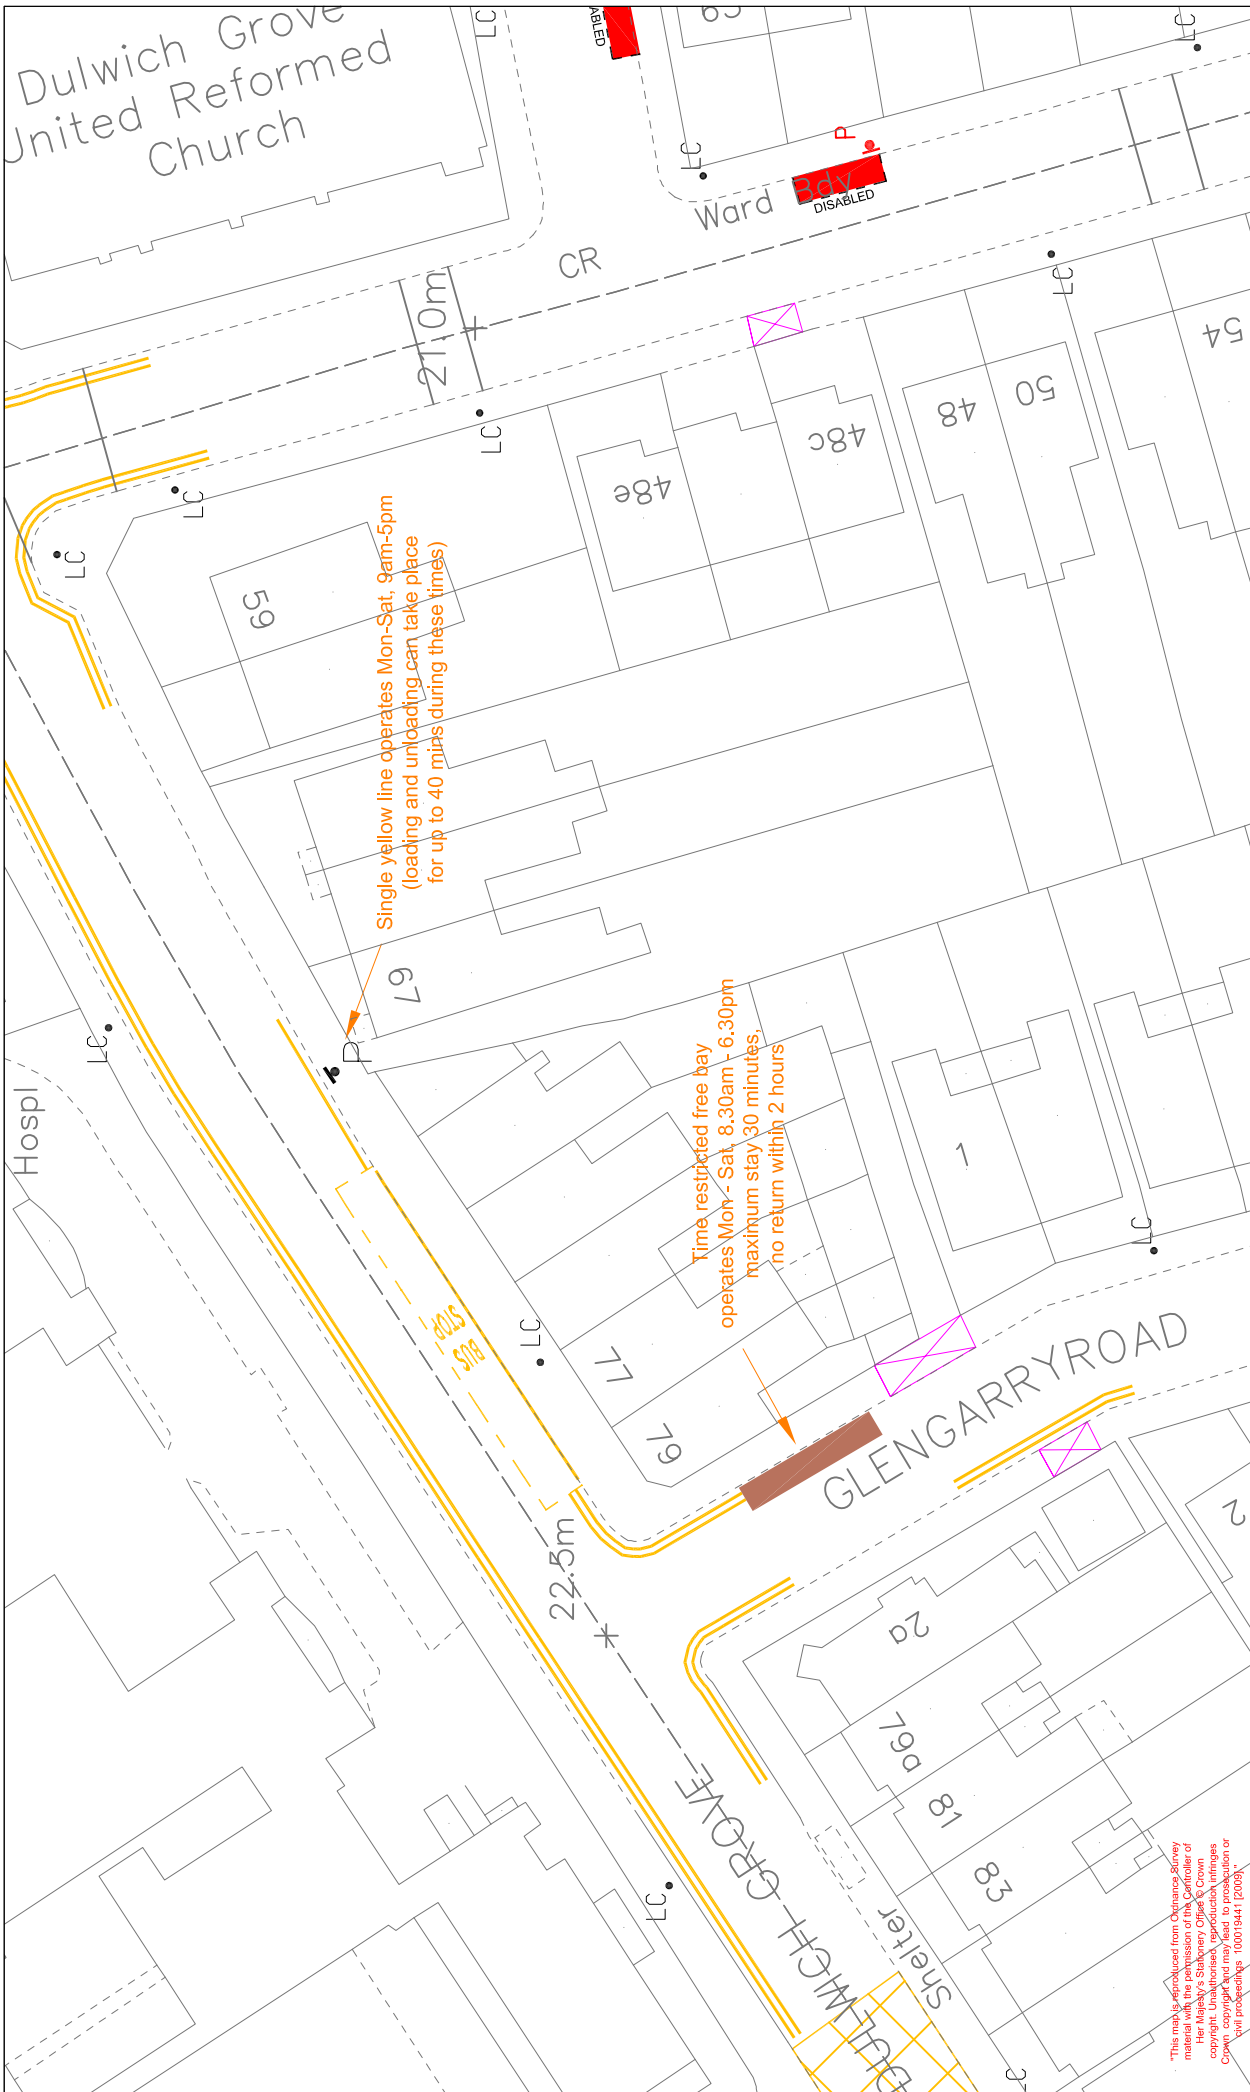 Dulwich Grove
United Reformed
Church
LC
ABLED
LC
LC
P
Ward Bdy
DISABLED
CR
21.0m
LC
LC
LC
LC
54
50
48
48c
48e
59
Single yellow line operates Mon-Sat, 9am-5pm
(loading and unloading can take place
for up to 40 mins during these times)
67
P
LC
Hospl
Time restricted free bay
operates Mon - Sat, 8.30am - 6.30pm
maximum stay 30 minutes,
no return within 2 hours
1
LC
BUS
STOP
LC
77
79
GLENGARRYROAD
22.5m
2
2a
79a
81
83
LC
DULWICH GROVE
Shelter
LC
"This map is reproduced from Ordnance Survey
material with the permission of the Controller of
Her Majesty's Stationery Office © Crown
copyright. Unauthorised reproduction infringes
Crown copyright and may lead to prosecution or
civil proceedings 100019441 [2009]."